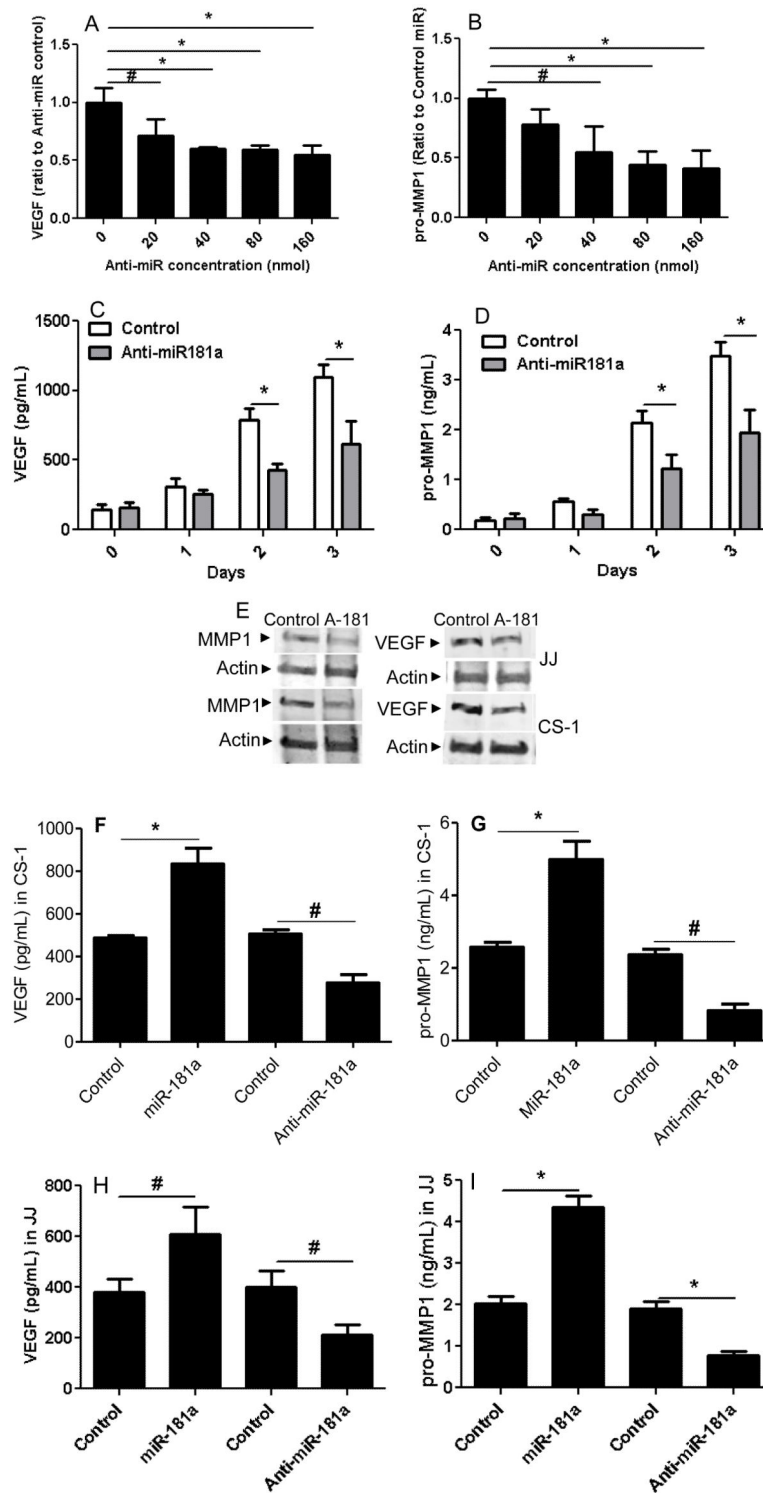 A
*
*
*
#
1.5
1.0
0.5
0.0
VEGF (ratio to Anti-miR control)
0 20 40 80 160
Anti-miR concentration (nmol)
B
*
*
#
1.5
1.0
0.5
0.0
pro-MMP1 (Ratio to Control miR)
0 20 40 80 160
Anti-miR concentration (nmol)
C
Control
Anti-miR181a
* *
1500
1000
500
0
VEGF (pg/mL)
0 1 2 3
Days
D
Control
Anti-miR181a
* *
4
3
2
1
0
pro-MMP1 (ng/mL)
0 1 2 3
Days
E
Control A-181 Control A-181
MMP1 VEGF
JJ
Actin Actin
MMP1 VEGF
CS-1
Actin Actin
F
* #
1000
800
600
400
200
0
VEGF (pg/mL) in CS-1
Control miR-181a Control Anti-miR-181a
G
* #
6
4
2
0
pro-MMP1 (ng/mL) in CS-1
Control MiR-181a Control Anti-miR-181a
H
# #
800
600
400
200
0
VEGF (pg/mL) in JJ
Control miR-181a Control Anti-miR-181a
I
* *
5
4
3
2
1
0
pro-MMP1 (ng/mL) in JJ
Control miR-181a Control Anti-miR-181a